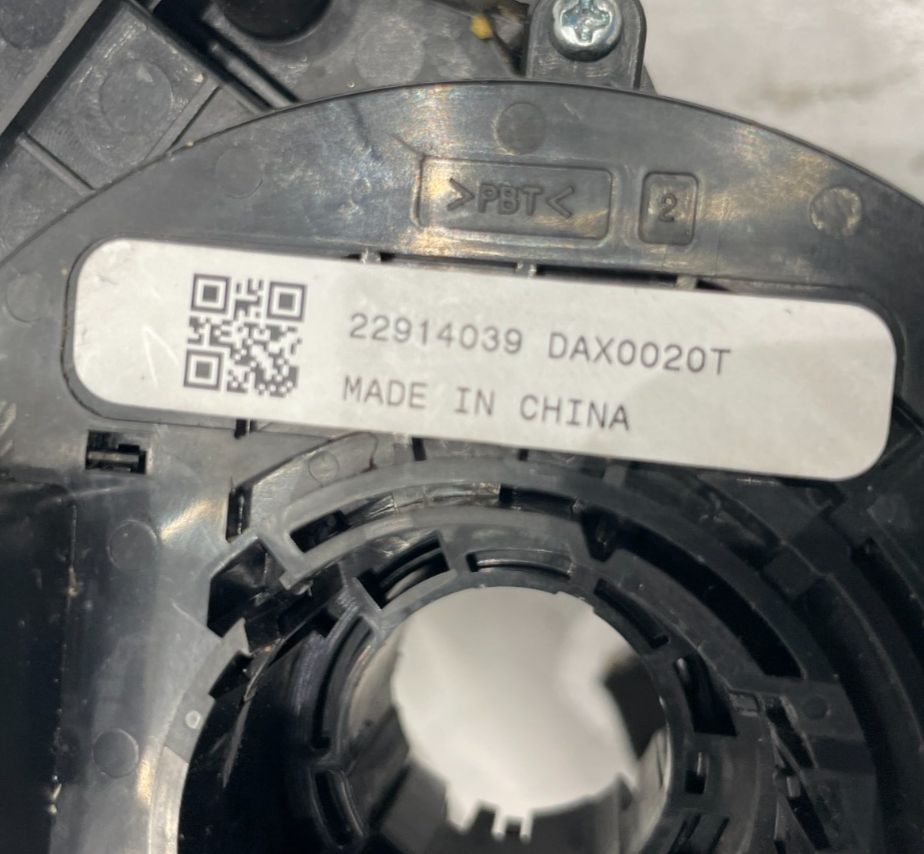 >PBT<
2
22914039 DAX0020T
MADE IN CHINA